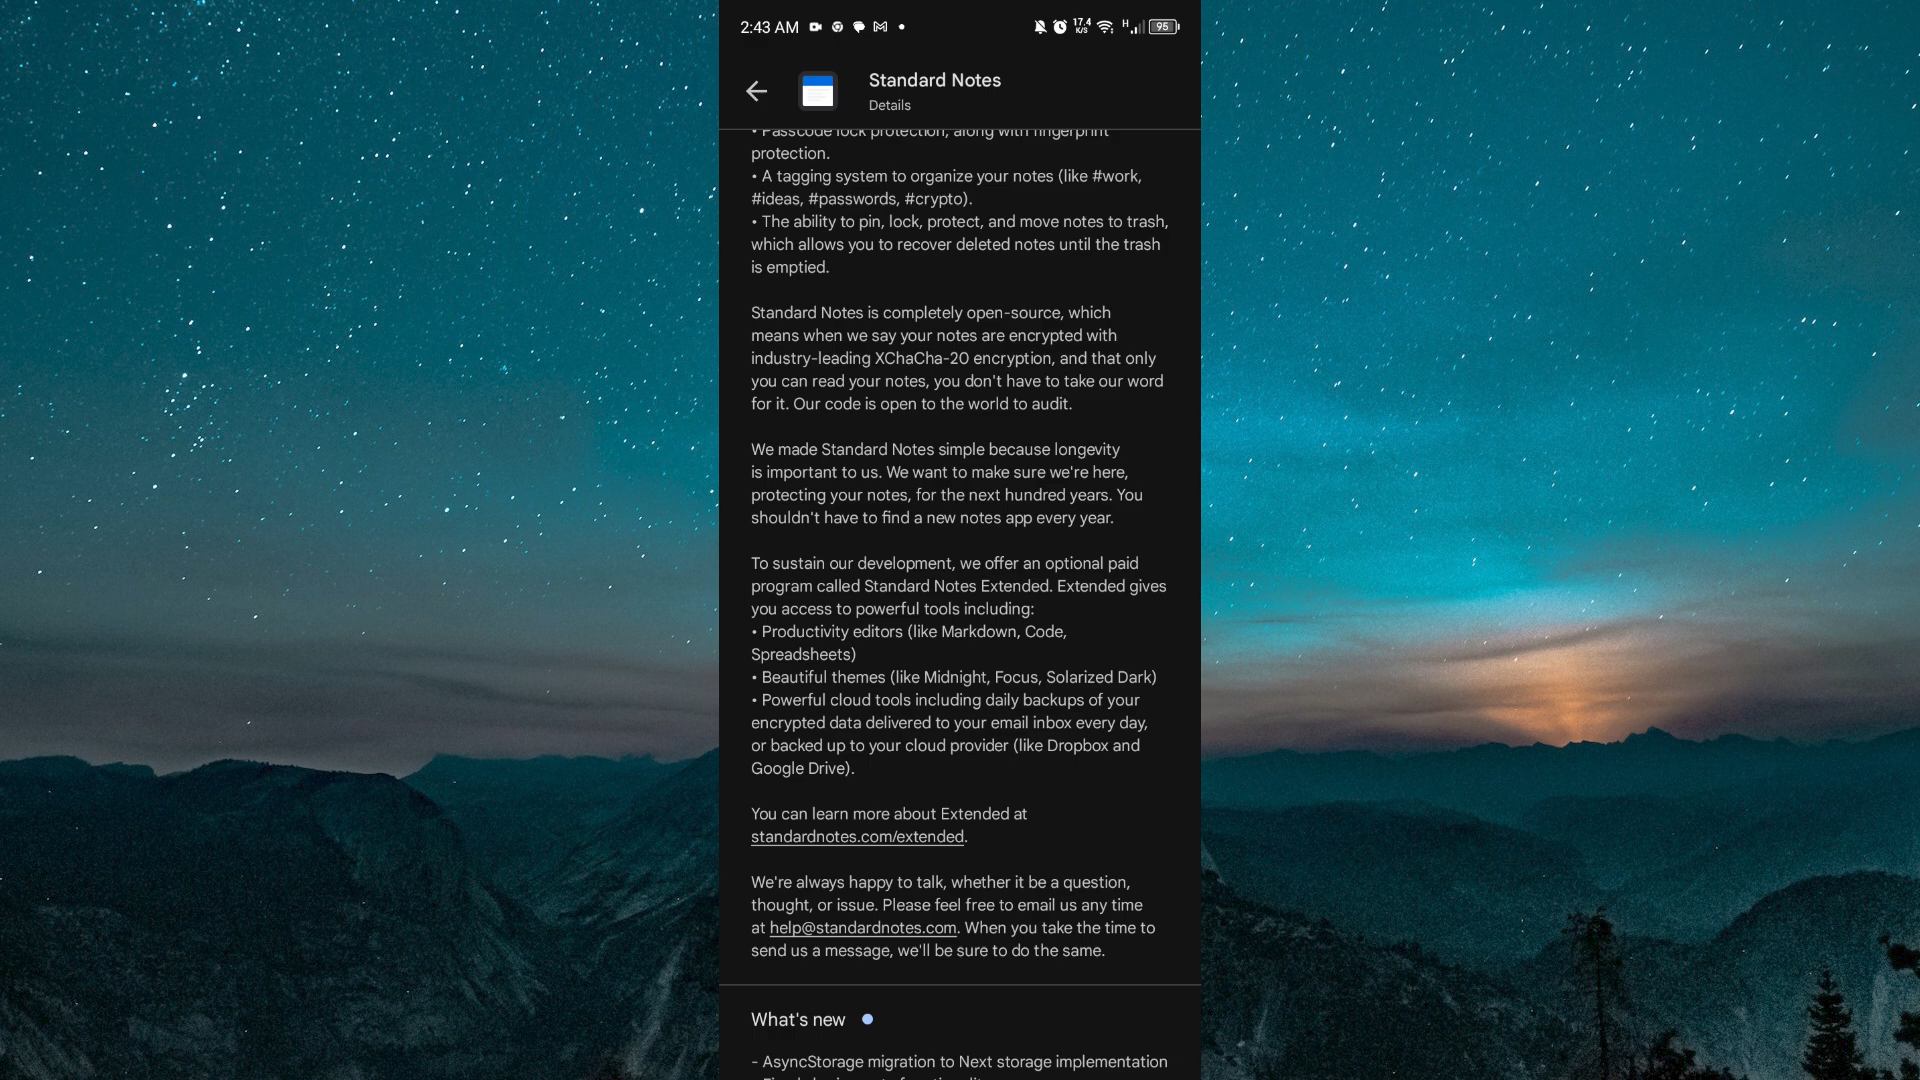 2:43 AM
17.4
K/S
H
95
Standard Notes
Details
• Passcode lock protection, along with fingerprint
protection.
• A tagging system to organize your notes (like #work,
#ideas, #passwords, #crypto).
• The ability to pin, lock, protect, and move notes to trash,
which allows you to recover deleted notes until the trash
is emptied.
Standard Notes is completely open-source, which
means when we say your notes are encrypted with
industry-leading XChaCha-20 encryption, and that only
you can read your notes, you don't have to take our word
for it. Our code is open to the world to audit.
We made Standard Notes simple because longevity
is important to us. We want to make sure we're here,
protecting your notes, for the next hundred years. You
shouldn't have to find a new notes app every year.
To sustain our development, we offer an optional paid
program called Standard Notes Extended. Extended gives
you access to powerful tools including:
• Productivity editors (like Markdown, Code,
Spreadsheets)
• Beautiful themes (like Midnight, Focus, Solarized Dark)
• Powerful cloud tools including daily backups of your
encrypted data delivered to your email inbox every day,
or backed up to your cloud provider (like Dropbox and
Google Drive).
You can learn more about Extended at
standardnotes.com/extended.
We're always happy to talk, whether it be a question,
thought, or issue. Please feel free to email us any time
at help@standardnotes.com. When you take the time to
send us a message, we'll be sure to do the same.
What's new
- AsyncStorage migration to Next storage implementation